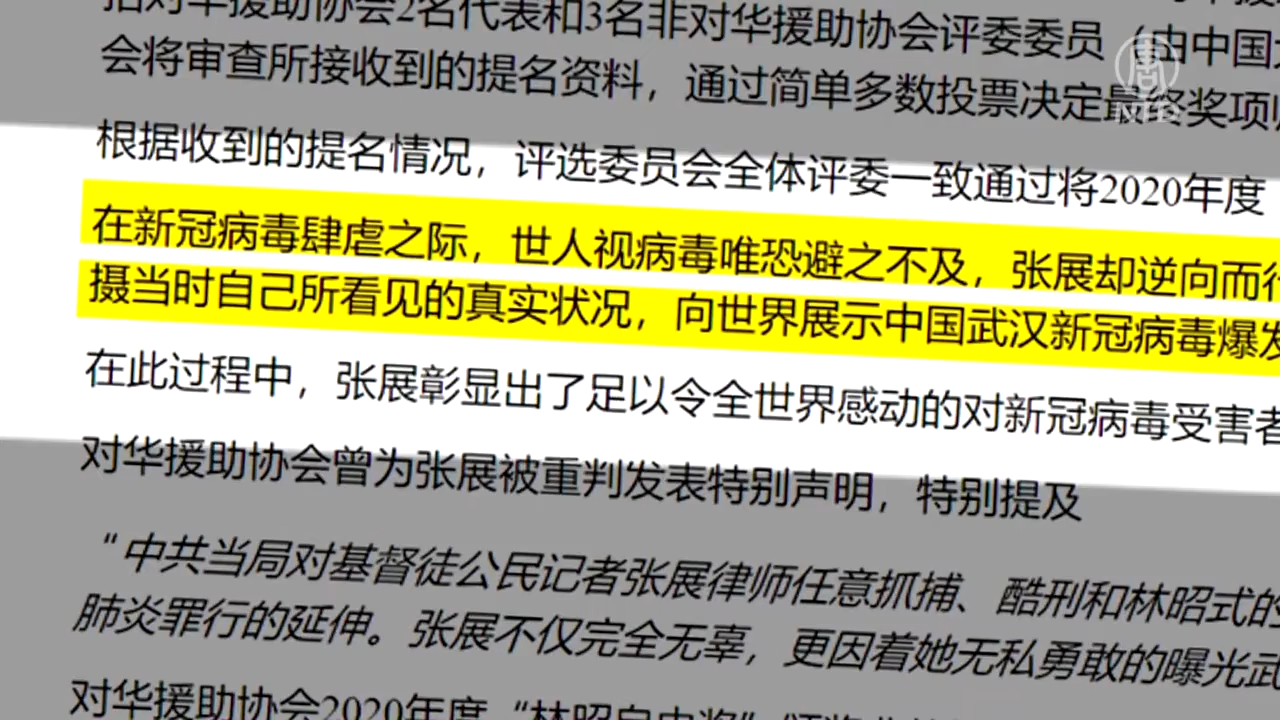 括对华援助协会2名代表和3名非对华援助协会评委委员（由中国
会将审查所接收到的提名资料，通过简单多数投票决定最终奖项
根据收到的提名情况，评选委员会全体评委一致通过将2020年度
在新冠病毒肆虐之际，世人视病毒唯恐避之不及，张展却逆向而行
摄当时自己所看见的真实状况，向世界展示中国武汉新冠病毒爆发
在此过程中，张展彰显出了足以令全世界感动的对新冠病毒受害者
对华援助协会曾为张展被重判发表特别声明，特别提及
“中共当局对基督徒公民记者张展律师任意抓捕、酷刑和林昭式的
肺炎罪行的延伸。张展不仅完全无辜，更因着她无私勇敢的曝光武
对华援助协会2020年度“林昭自由奖”颁奖